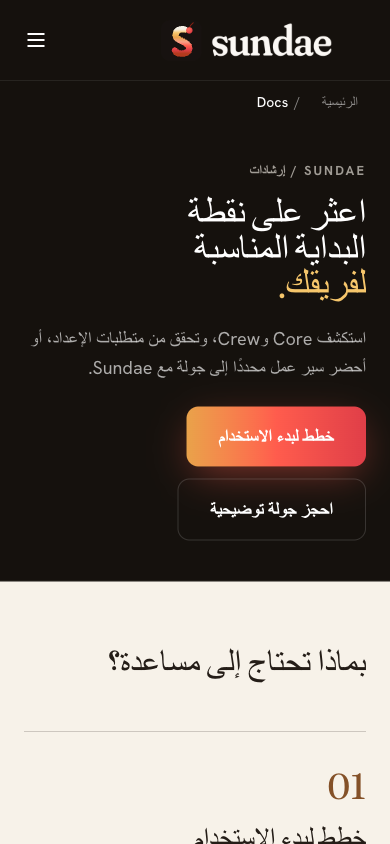 sundae
الرئيسية / Docs
SUNDAE / إرشادات
اعثر على نقطة
البداية المناسبة
لفريقك.
استكشف Core وCrew، وتحقق من متطلبات الإعداد، أو
أحضر سير عمل محددًا إلى جولة مع Sundae.
خطط لبدء الاستخدام
احجز جولة توضيحية
بماذا تحتاج إلى مساعدة؟
01
خطط لبدء الاستخدام